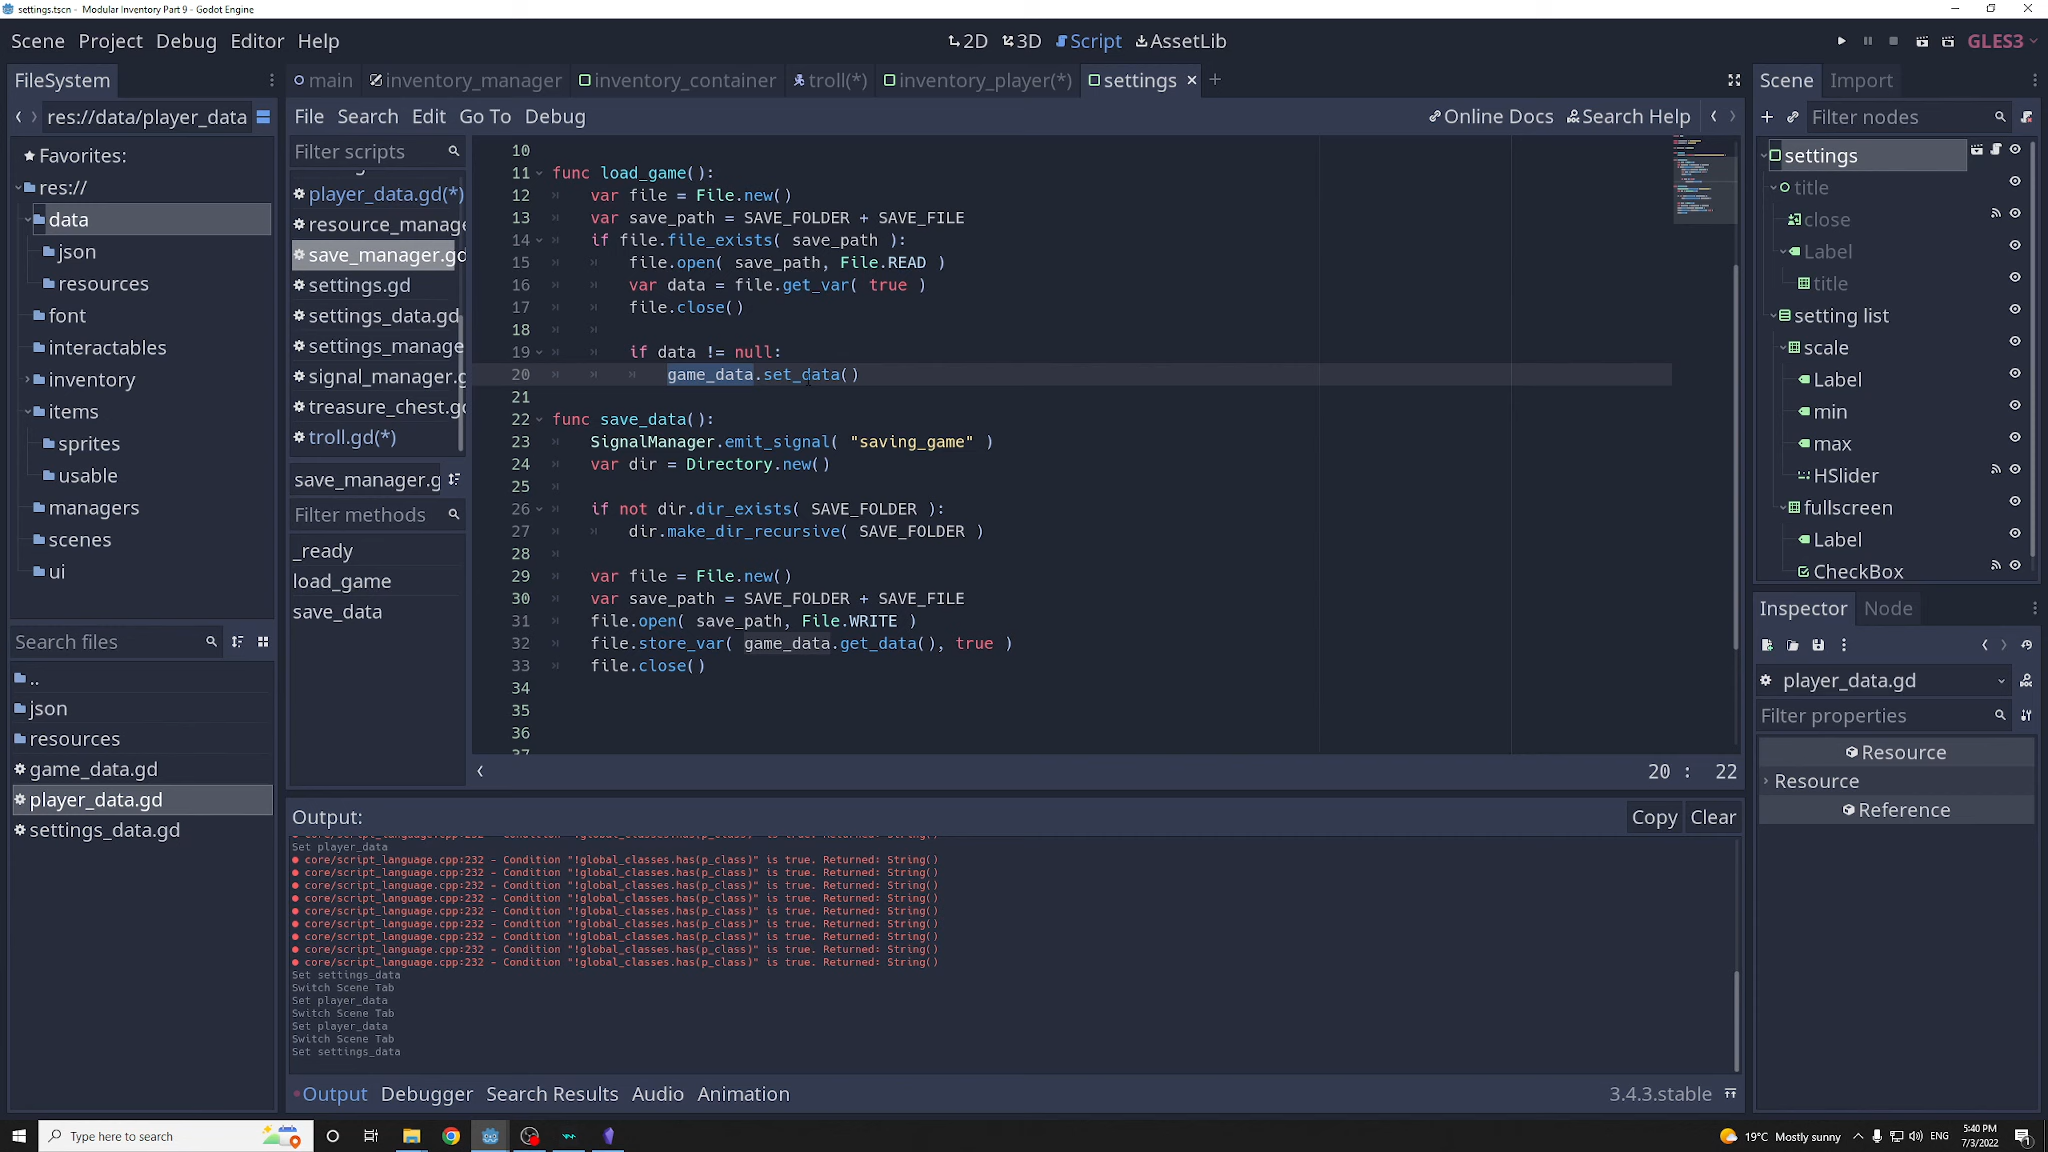 settings.tscn - Modular Inventory Part 9 - Godot Engine
Scene Project Debug Editor Help
2D 3D Script AssetLib
GLES3
FileSystem
res://data/player_data
Favorites:
res://
data
json
resources
font
interactables
inventory
items
sprites
usable
managers
scenes
ui
Search files
..
json
resources
game_data.gd
player_data.gd
settings_data.gd
main inventory_manager inventory_container troll(*) inventory_player(*) settings
File Search Edit Go To Debug
Online Docs Search Help
Filter scripts
player_data.gd(*)
resource_manage
save_manager.gd
settings.gd
settings_data.gd
settings_manage
signal_manager.g
treasure_chest.gd
troll.gd(*)
save_manager.g
Filter methods
_ready
load_game
save_data
10
11 func load_game():
12 var file = File.new()
13 var save_path = SAVE_FOLDER + SAVE_FILE
14 if file.file_exists( save_path ):
15 file.open( save_path, File.READ )
16 var data = file.get_var( true )
17 file.close()
18
19 if data != null:
20 game_data.set_data()
21
22 func save_data():
23 SignalManager.emit_signal( "saving_game" )
24 var dir = Directory.new()
25
26 if not dir.dir_exists( SAVE_FOLDER ):
27 dir.make_dir_recursive( SAVE_FOLDER )
28
29 var file = File.new()
30 var save_path = SAVE_FOLDER + SAVE_FILE
31 file.open( save_path, File.WRITE )
32 file.store_var( game_data.get_data(), true )
33 file.close()
34
35
36
37
20 : 22
Output:
Copy Clear
core/script_language.cpp:232 - Condition "!global_classes.has(p_class)" is true. Returned: String()
Set player_data
core/script_language.cpp:232 - Condition "!global_classes.has(p_class)" is true. Returned: String()
core/script_language.cpp:232 - Condition "!global_classes.has(p_class)" is true. Returned: String()
core/script_language.cpp:232 - Condition "!global_classes.has(p_class)" is true. Returned: String()
core/script_language.cpp:232 - Condition "!global_classes.has(p_class)" is true. Returned: String()
core/script_language.cpp:232 - Condition "!global_classes.has(p_class)" is true. Returned: String()
core/script_language.cpp:232 - Condition "!global_classes.has(p_class)" is true. Returned: String()
core/script_language.cpp:232 - Condition "!global_classes.has(p_class)" is true. Returned: String()
core/script_language.cpp:232 - Condition "!global_classes.has(p_class)" is true. Returned: String()
core/script_language.cpp:232 - Condition "!global_classes.has(p_class)" is true. Returned: String()
Set settings_data
Switch Scene Tab
Set player_data
Switch Scene Tab
Set player_data
Switch Scene Tab
Set settings_data
Output Debugger Search Results Audio Animation
3.4.3.stable
Scene Import
Filter nodes
settings
title
close
Label
title
setting list
scale
Label
min
max
HSlider
fullscreen
Label
CheckBox
Inspector Node
player_data.gd
Filter properties
Resource
Resource
Reference
Type here to search
19°C Mostly sunny
ENG
5:40 PM
7/3/2022